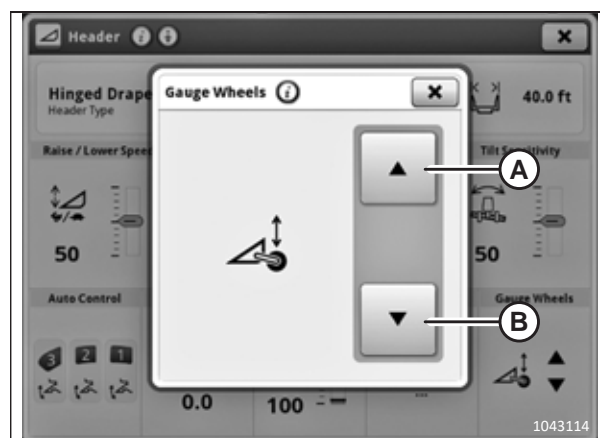 Header
Hinged Drape
Header Type
40.0 ft
Gauge Wheels
Raise / Lower Spee
Tilt Sensitivity
A
50
50
B
Auto Control
Gauge Wheels
3 2 1
0.0
100
1043114